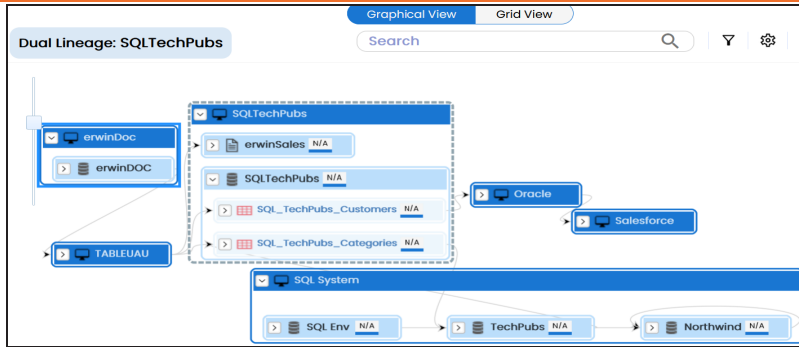 Graphical View
Grid View
Dual Lineage: SQLTechPubs
Search
SQLTechPubs
erwinDoc
erwinSales N/A
erwinDOC
SQLTechPubs N/A
Oracle
SQL_TechPubs_Customers N/A
Salesforce
SQL_TechPubs_Categories N/A
TABLEUAU
SQL System
SQL Env N/A
TechPubs N/A
Northwind N/A